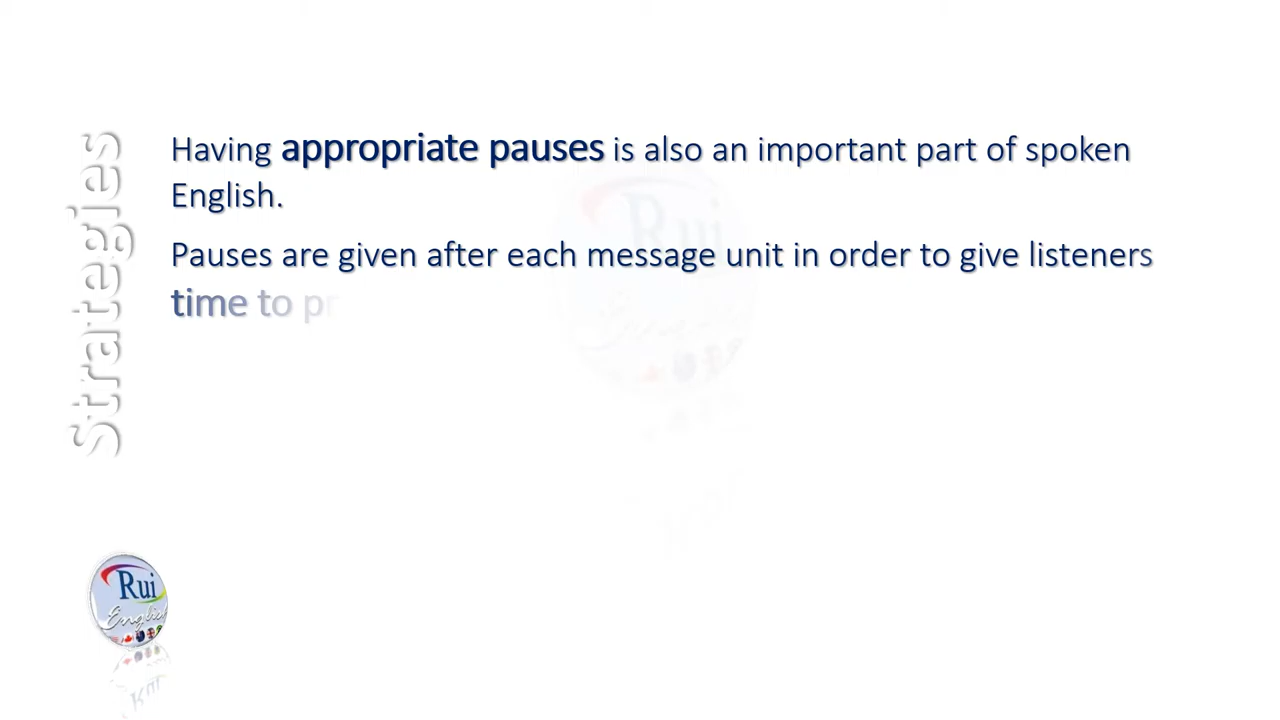 Strategies
Having appropriate pauses is also an important part of spoken
English.
Pauses are given after each message unit in order to give listeners
time to
Rui
English